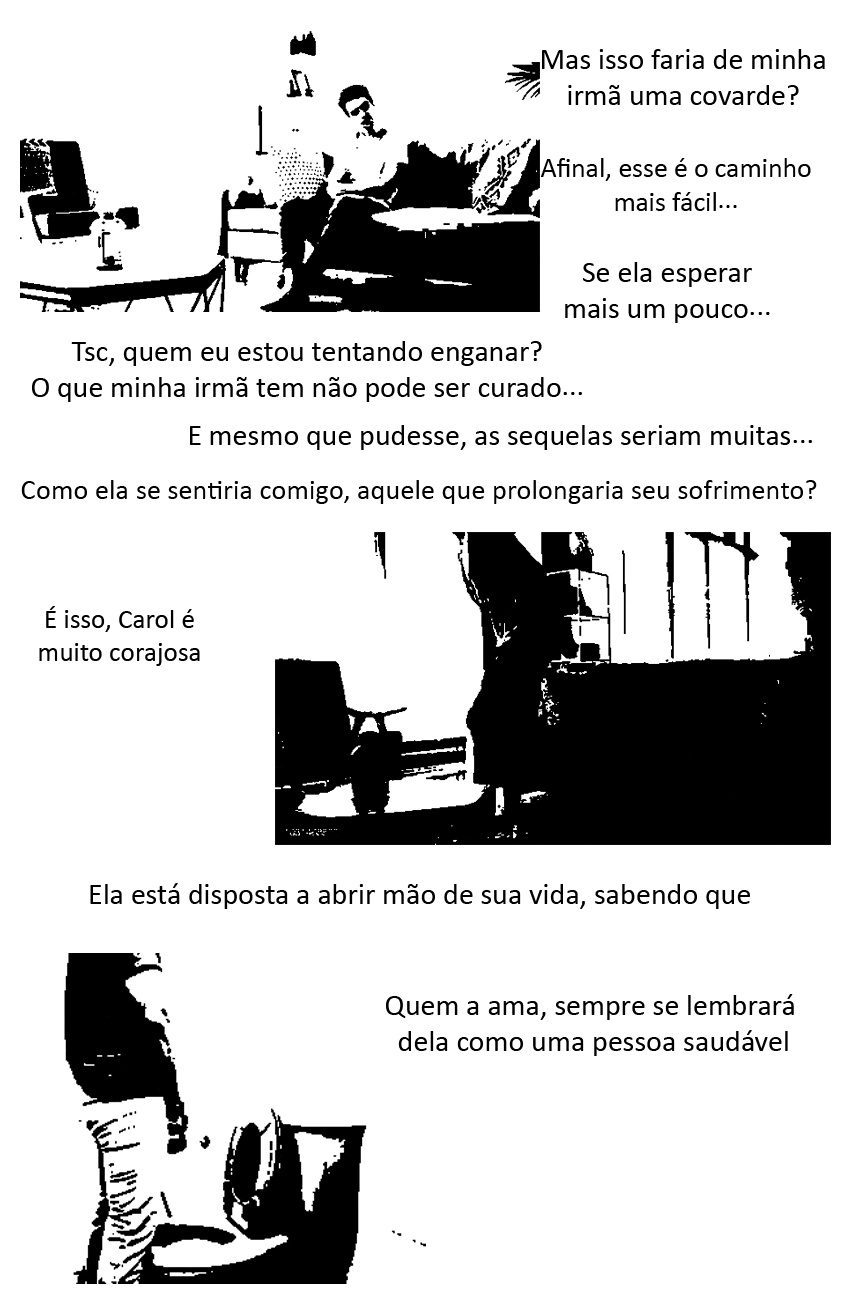 Mas isso faria de minha
irmã uma covarde?
Afinal, esse é o caminho
mais fácil...
Se ela esperar
mais um pouco...
Tsc, quem eu estou tentando enganar?
O que minha irmã tem não pode ser curado...
E mesmo que pudesse, as sequelas seriam muitas...
Como ela se sentiria comigo, aquele que prolongaria seu sofrimento?
É isso, Carol é
muito corajosa
Ela está disposta a abrir mão de sua vida, sabendo que
Quem a ama, sempre se lembrará
dela como uma pessoa saudável